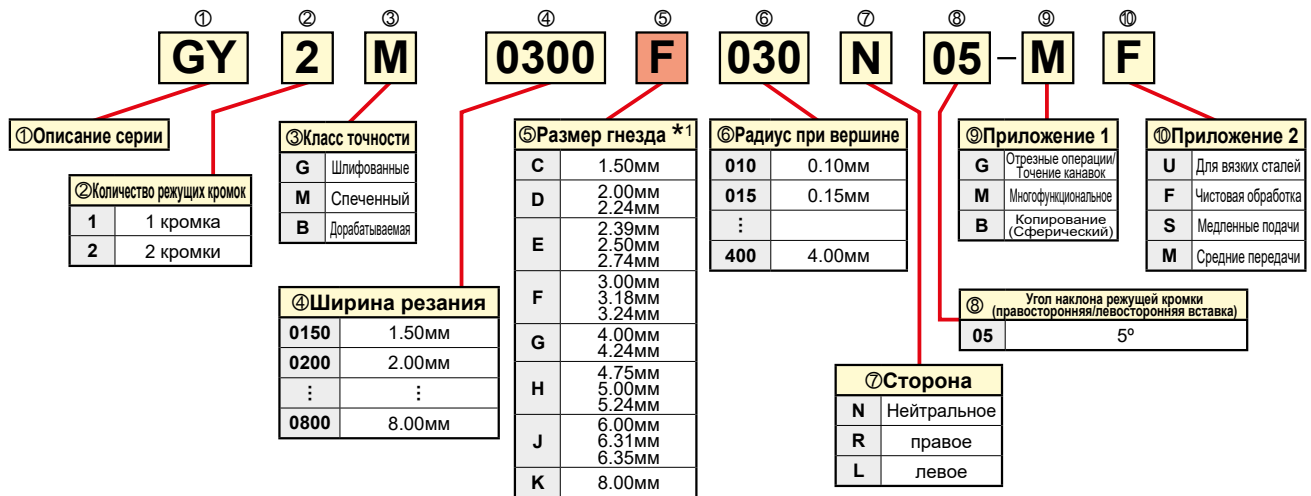 ① ② ③ ④ ⑤ ⑥ ⑦ ⑧ ⑨ ⑩
GY 2 M 0300 F 030 N 05 – M F
①Описание серии
②Количество режущих кромок
1 1 кромка
2 2 кромки
③Класс точности
G Шлифованные
M Спеченный
B Дорабатываемая
④Ширина резания
0150 1.50мм
0200 2.00мм
⋮ ⋮
0800 8.00мм
⑤Размер гнезда *1
C 1.50мм
D 2.00мм
2.24мм
E 2.39мм
2.50мм
2.74мм
F 3.00мм
3.18мм
3.24мм
G 4.00мм
4.24мм
H 4.75мм
5.00мм
5.24мм
J 6.00мм
6.31мм
6.35мм
K 8.00мм
⑥Радиус при вершине
010 0.10мм
015 0.15мм
⋮
400 4.00мм
⑦Сторона
N Нейтральное
R правое
L левое
⑧ Угол наклона режущей кромки
(правосторонняя/левосторонняя вставка)
05 5º
⑨Приложение 1
G Отрезные операции/
Точение канавок
M Многофункциональное
B Копирование
(Сферический)
⑩Приложение 2
U Для вязких сталей
F Чистовая обработка
S Медленные подачи
M Средние передачи